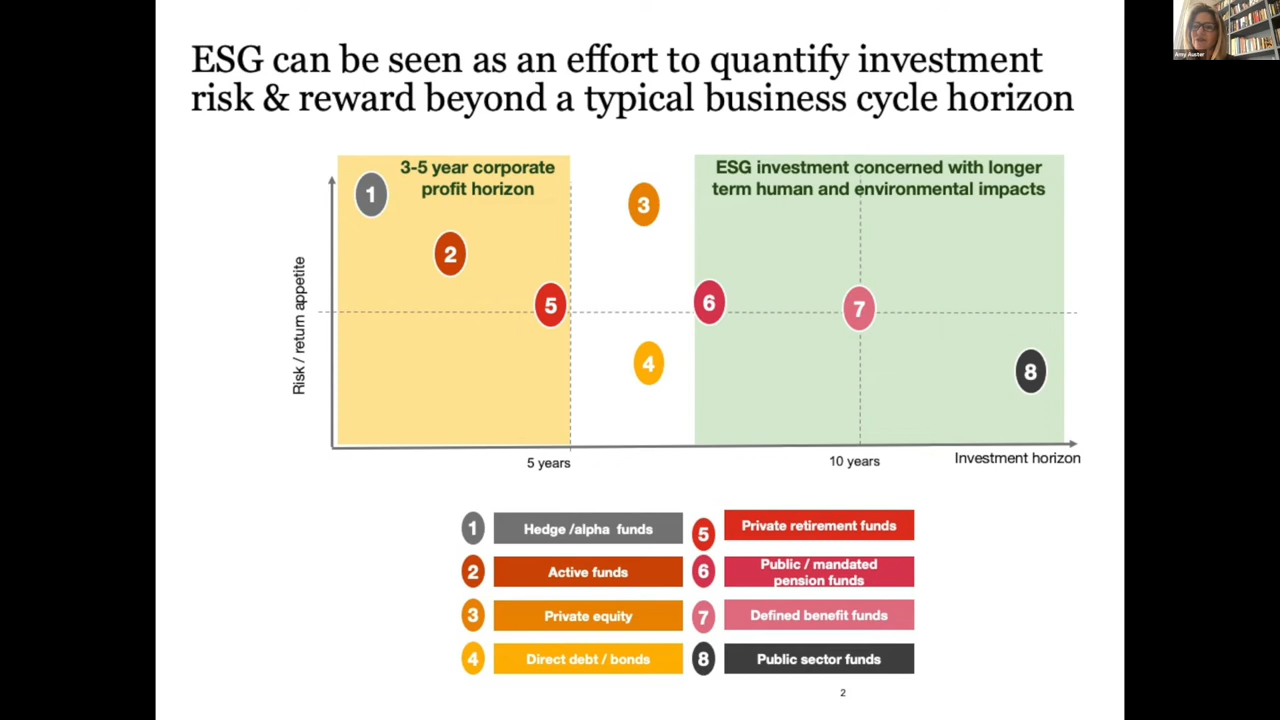 ESG can be seen as an effort to quantify investment
risk & reward beyond a typical business cycle horizon
Amy Auster
3-5 year corporate
profit horizon
ESG investment concerned with longer
term human and environmental impacts
1
2
3
4
5
6
7
8
Risk / return appetite
5 years
10 years
Investment horizon
1 Hedge /alpha funds
2 Active funds
3 Private equity
4 Direct debt / bonds
5 Private retirement funds
6 Public / mandated
pension funds
7 Defined benefit funds
8 Public sector funds
2